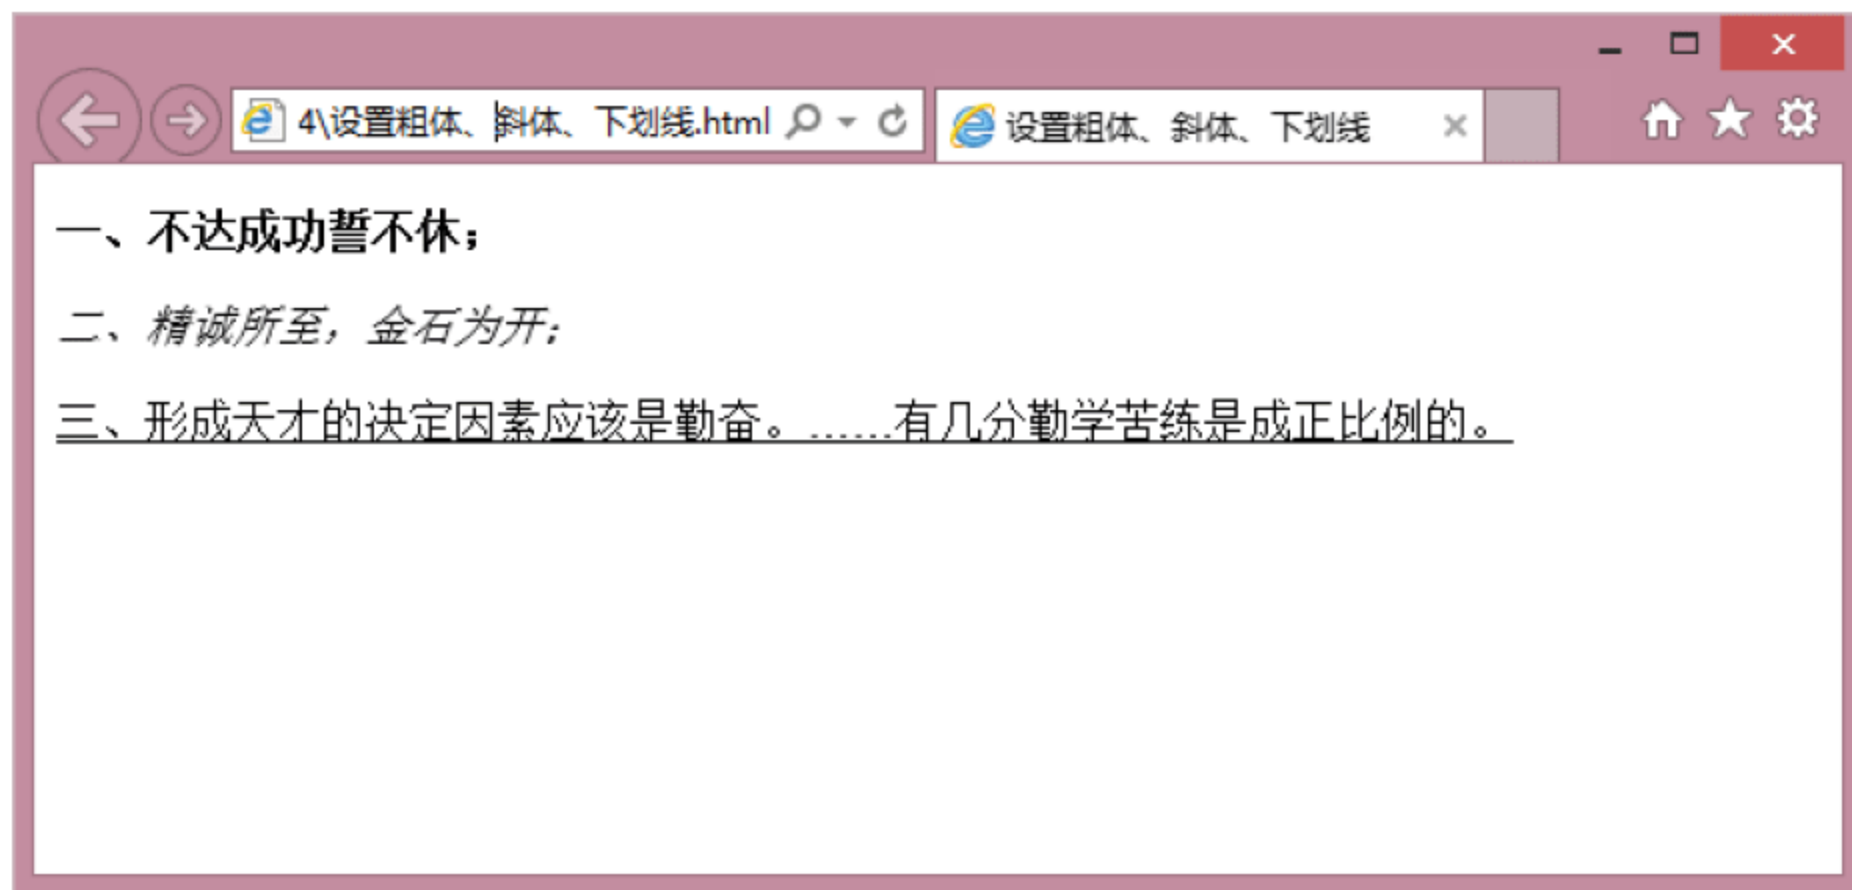 4\设置粗体、斜体、下划线.html
设置粗体、斜体、下划线
一、不达成功誓不休；
二、精诚所至，金石为开；
三、形成天才的决定因素应该是勤奋。……有几分勤学苦练是成正比例的。